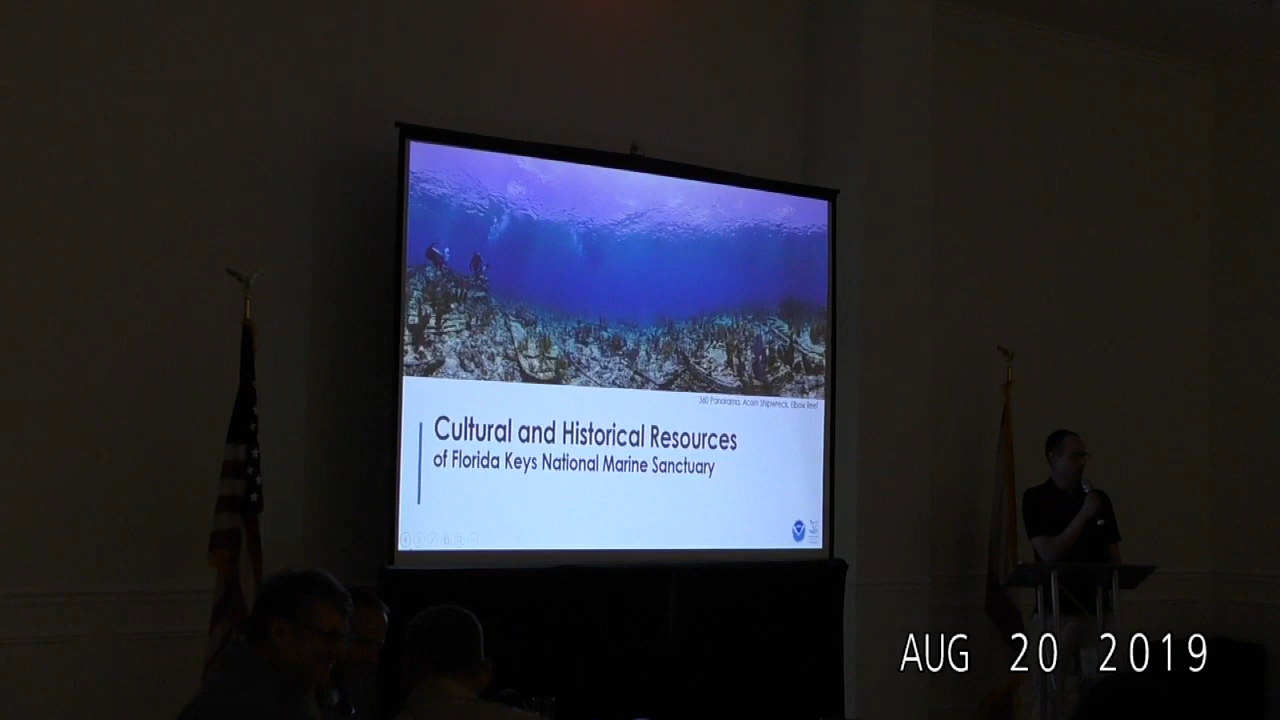 360 Panorama, Acorn Shipwreck, Elbow Reef
Cultural and Historical Resources
of Florida Keys National Marine Sanctuary
AUG 20 2019